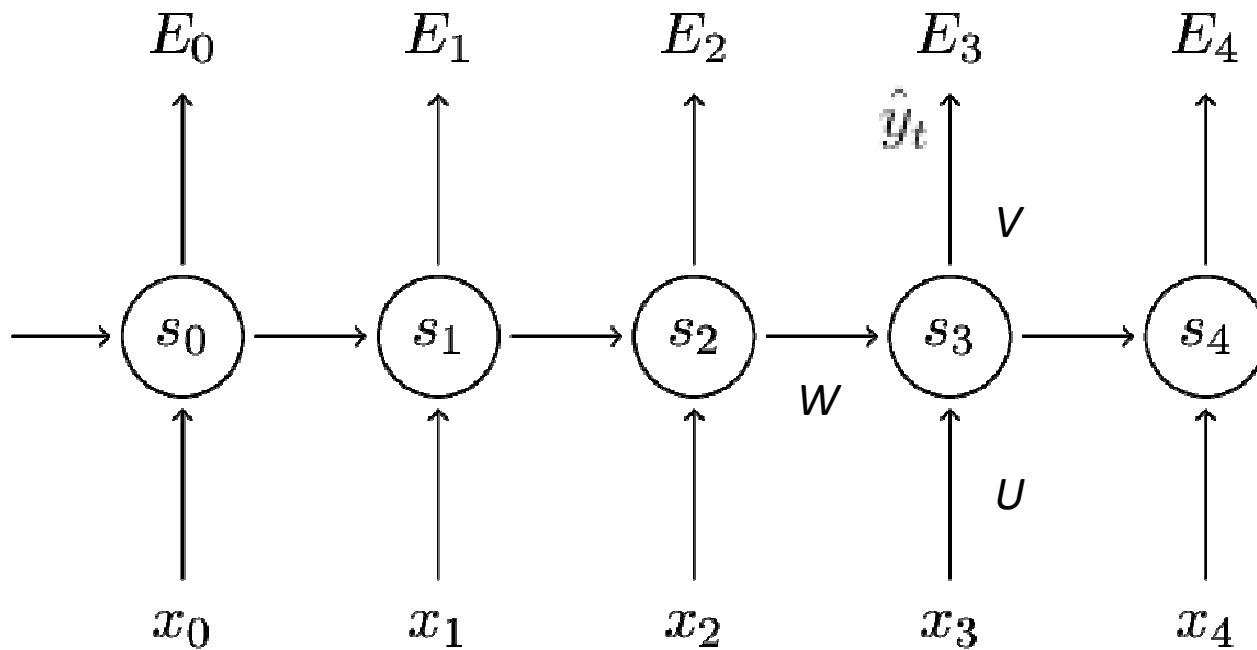 E₀ E₁ E₂ E₃ E₄
ŷₜ
V
s₀ s₁ s₂ s₃ s₄
W
U
x₀ x₁ x₂ x₃ x₄